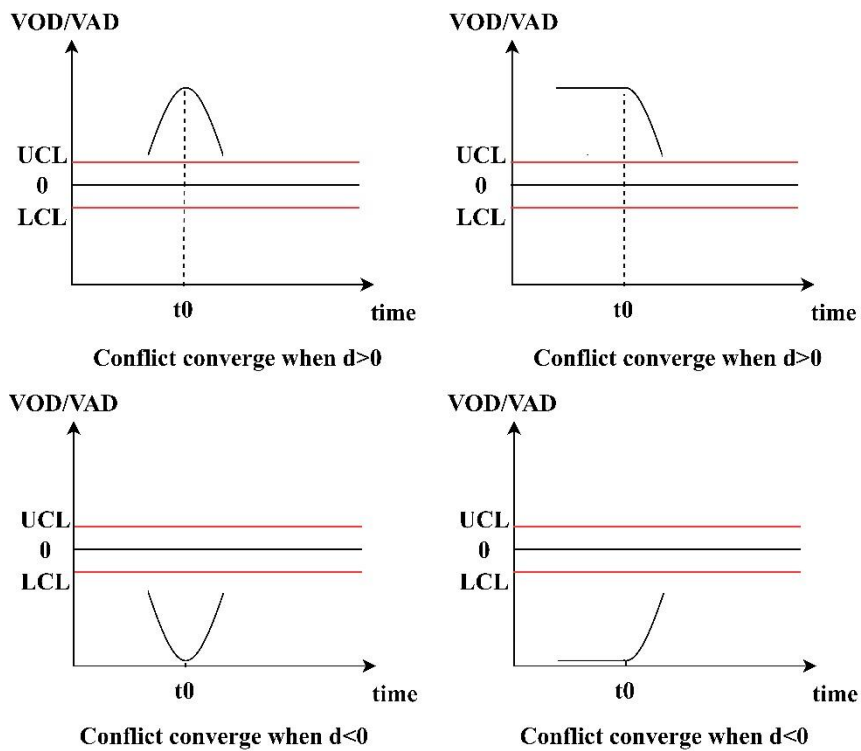 VOD/VAD
UCL
0
LCL
t0
time
Conflict converge when d>0
VOD/VAD
UCL
0
LCL
t0
time
Conflict converge when d>0
VOD/VAD
UCL
0
LCL
t0
time
Conflict converge when d<0
VOD/VAD
UCL
0
LCL
t0
time
Conflict converge when d<0